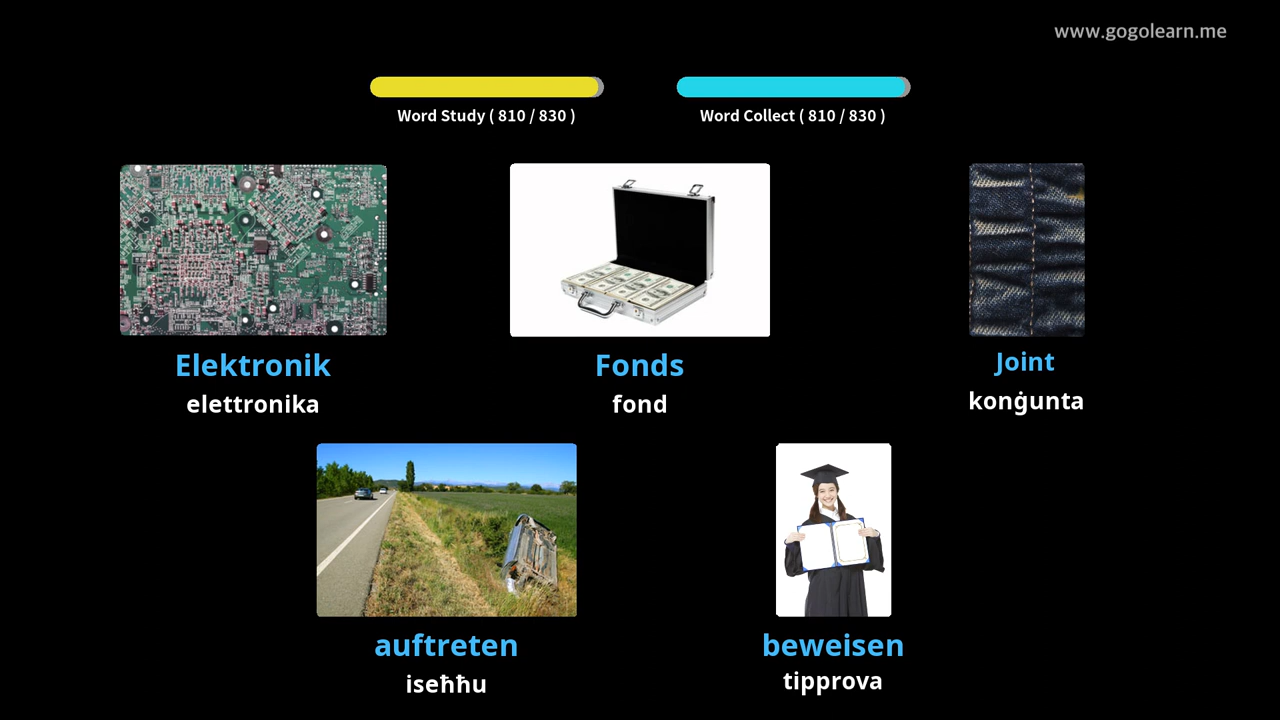 www.gogolearn.me
Word Study ( 810 / 830 )
Word Collect ( 810 / 830 )
Elektronik
elettronika
Fonds
fond
Joint
konġunta
auftreten
iseħħu
beweisen
tipprova